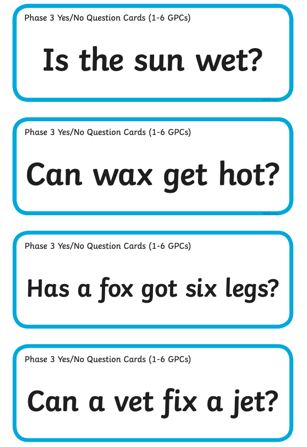 Phase 3 Yes/No Question Cards (1-6 GPCs)
Is the sun wet?
Phase 3 Yes/No Question Cards (1-6 GPCs)
Can wax get hot?
Phase 3 Yes/No Question Cards (1-6 GPCs)
Has a fox got six legs?
Phase 3 Yes/No Question Cards (1-6 GPCs)
Can a vet fix a jet?